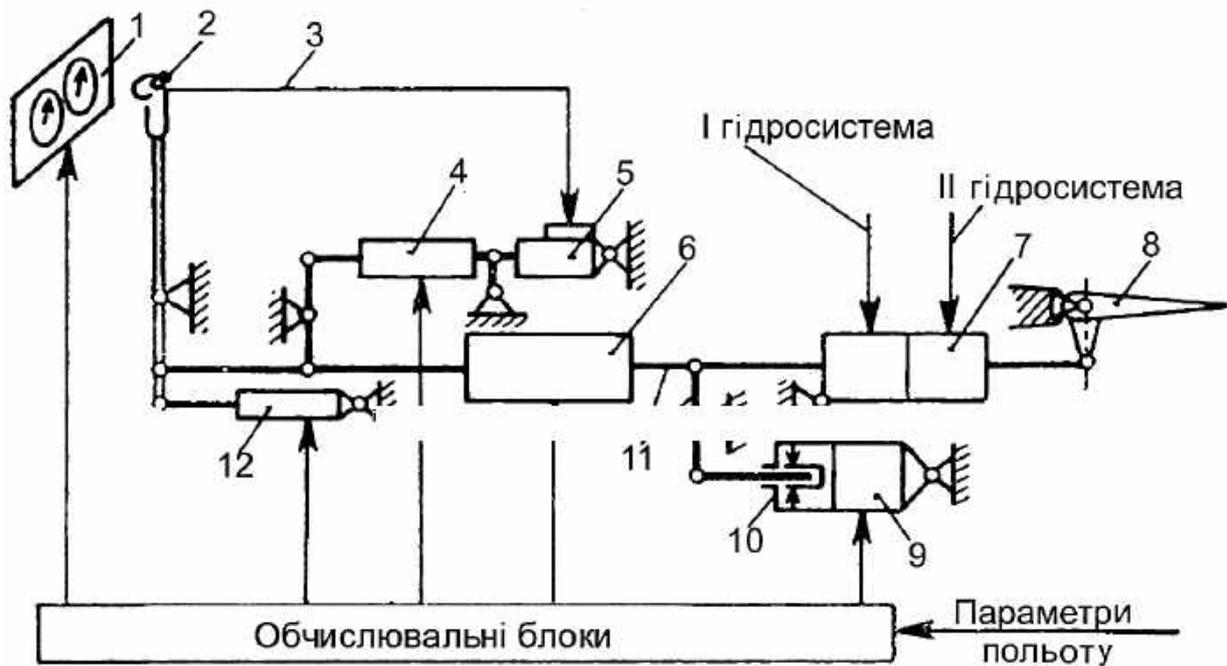 1
2
3
I гідросистема
4
5
II гідросистема
6
7
8
12
11
10
9
Обчислювальні блоки
Параметри
польоту